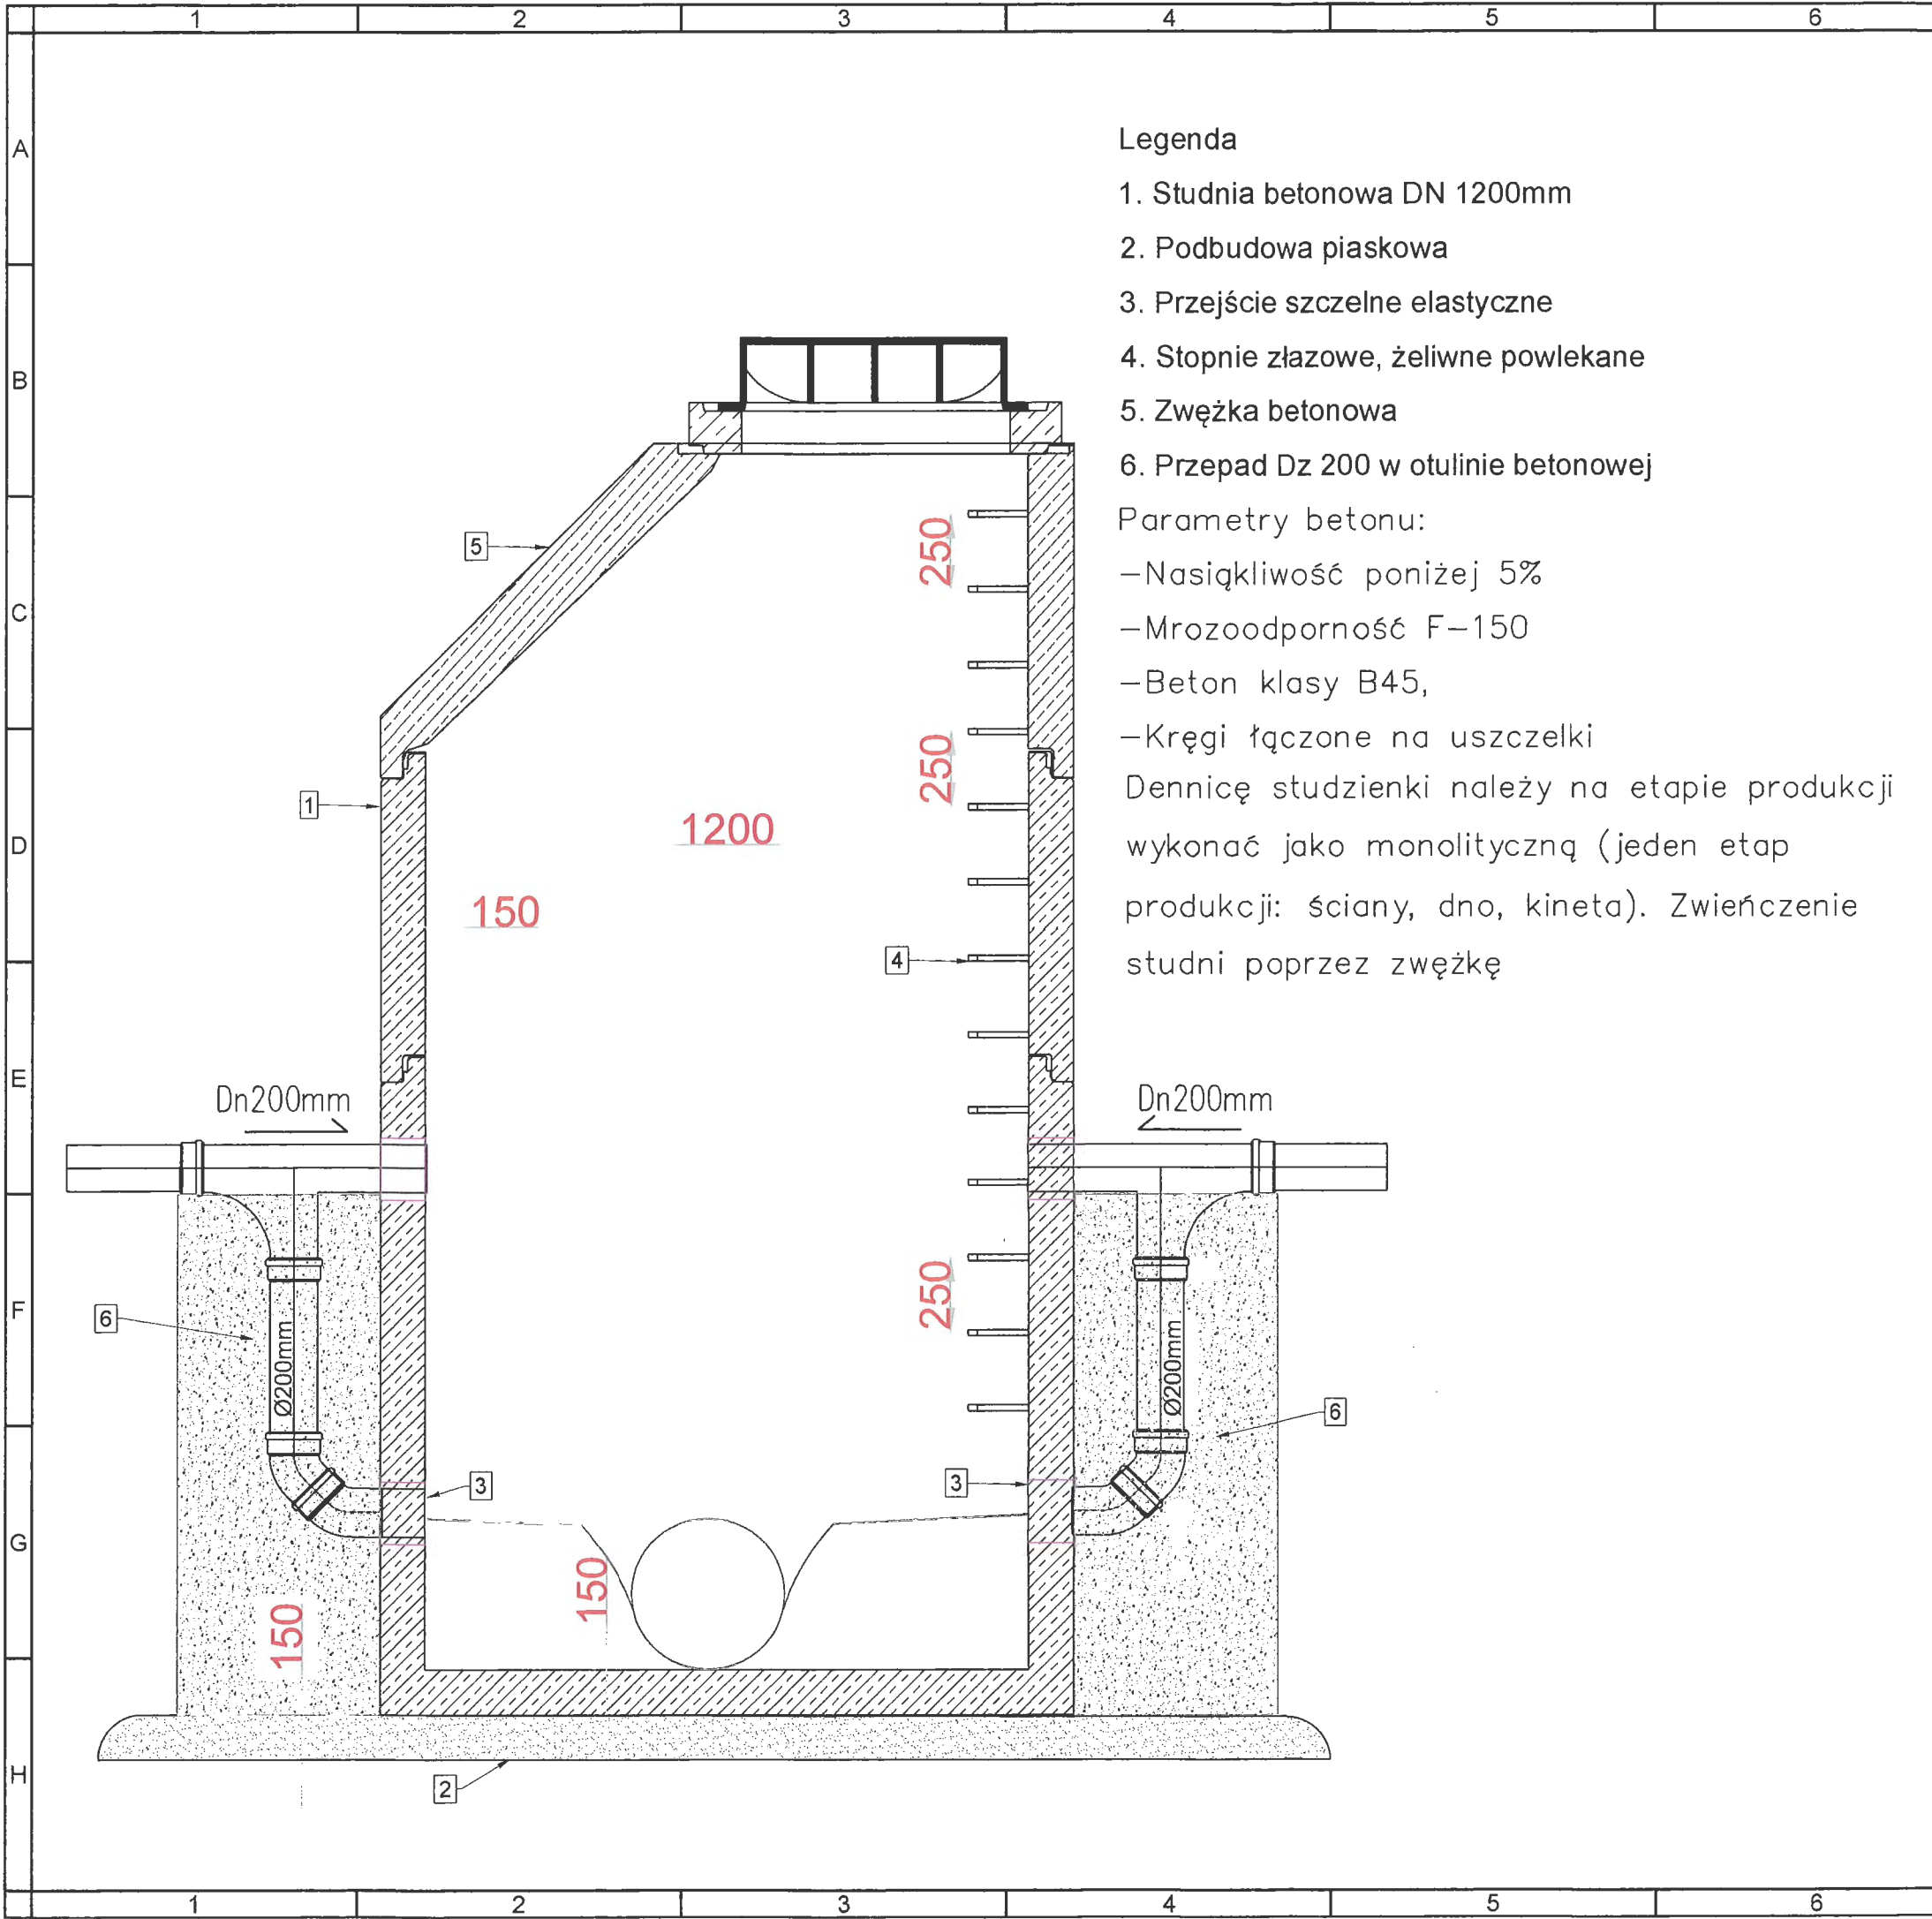 1 2 3 4 5 6
A
B
C
D
E
F
G
H
Legenda
1. Studnia betonowa DN 1200mm
2. Podbudowa piaskowa
3. Przejście szczelne elastyczne
4. Stopnie złazowe, żeliwne powlekane
5. Zwężka betonowa
6. Przepad Dz 200 w otulinie betonowej
Parametry betonu:
-Nasiąkliwość poniżej 5%
-Mrozoodporność F-150
-Beton klasy B45,
-Kręgi łączone na uszczelki
Dennicę studzienki należy na etapie produkcji
wykonać jako monolityczną (jeden etap
produkcji: ściany, dno, kineta). Zwieńczenie
studni poprzez zwężkę
5
250
250
1
1200
150
4
Dn200mm
Dn200mm
250
6
Ø200mm
Ø200mm
6
3
3
150
150
2
1 2 3 4 5 6